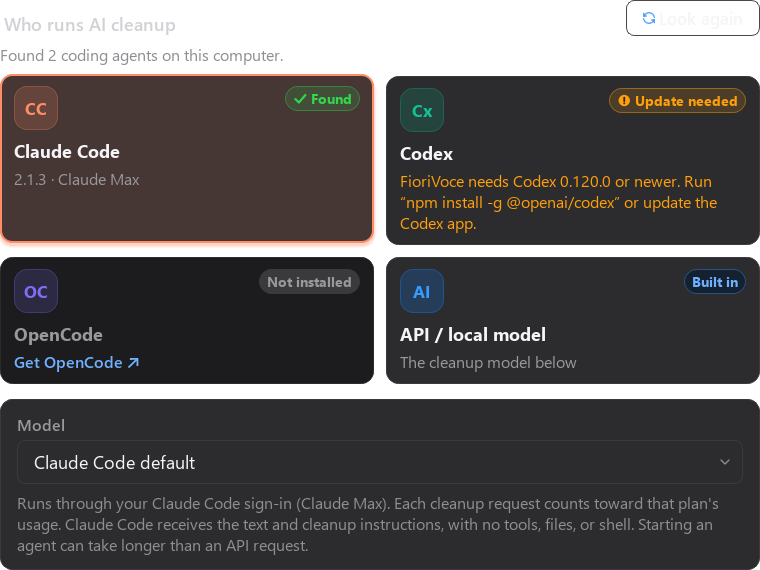 Who runs AI cleanup
Look again
Found 2 coding agents on this computer.
CC
Found
Claude Code
2.1.3 · Claude Max
Cx
Update needed
Codex
FioriVoce needs Codex 0.120.0 or newer. Run
“npm install -g @openai/codex” or update the
Codex app.
OC
Not installed
OpenCode
Get OpenCode ↗
AI
Built in
API / local model
The cleanup model below
Model
Claude Code default
Runs through your Claude Code sign-in (Claude Max). Each cleanup request counts toward that plan's
usage. Claude Code receives the text and cleanup instructions, with no tools, files, or shell. Starting an
agent can take longer than an API request.